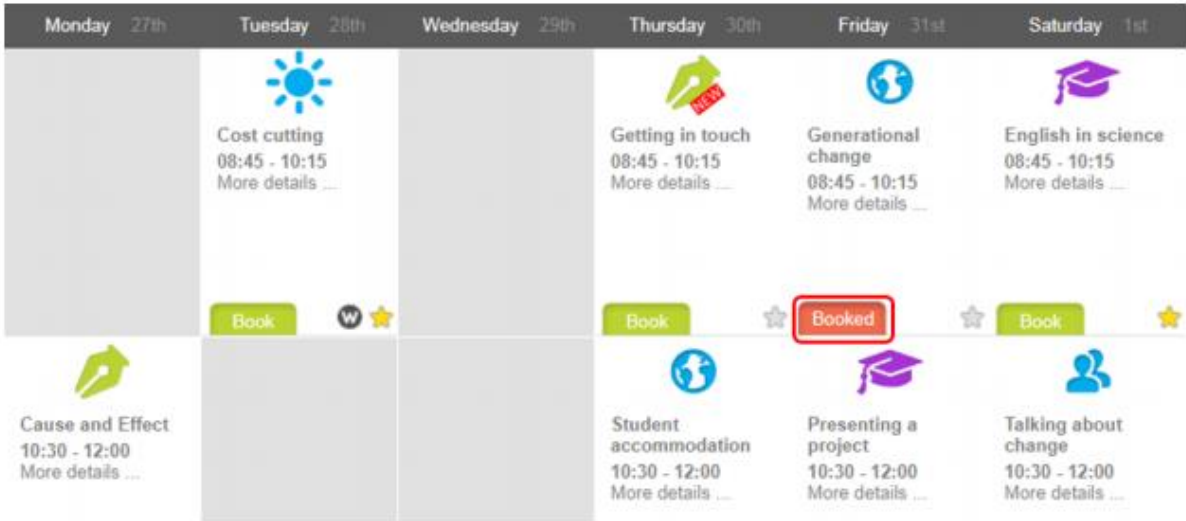 Monday 27th Tuesday 28th Wednesday 29th Thursday 30th Friday 31st Saturday 1st
Cost cutting
08:45 - 10:15
More details ...
Book W
NEW
Getting in touch
08:45 - 10:15
More details ...
Book
Generational
change
08:45 - 10:15
More details ...
Booked
English in science
08:45 - 10:15
More details ...
Book
Cause and Effect
10:30 - 12:00
More details ...
Student
accommodation
10:30 - 12:00
More details ...
Presenting a
project
10:30 - 12:00
More details ...
Talking about
change
10:30 - 12:00
More details ...